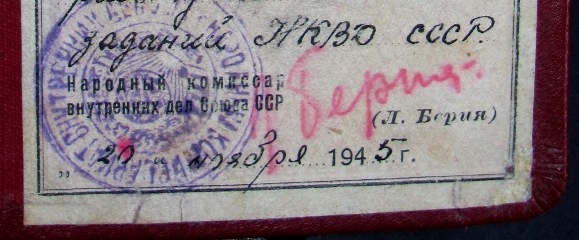 заданий НКВД СССР.
Народный комиссар
внутренних дел Союза ССР
Л Берия
(Л. Берия)
„20“ ноября 1945 г.